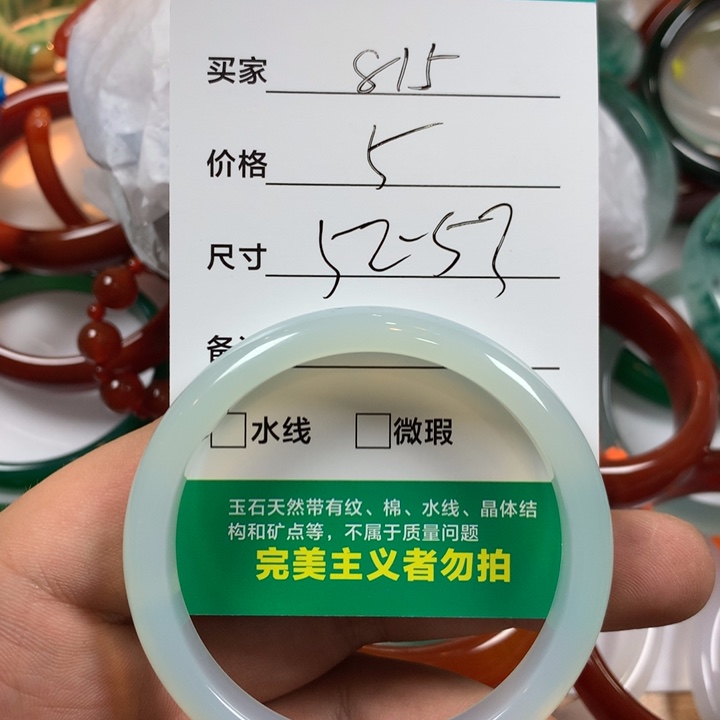 买家 815
价格 5
尺寸 52-53
备
水线 微瑕
玉石天然带有纹、棉、水线、晶体结
构和矿点等，不属于质量问题
完美主义者勿拍